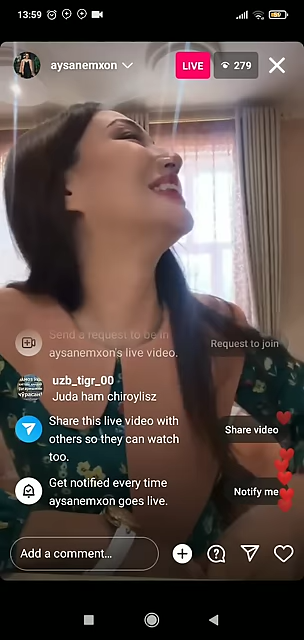 13:59
aysanemxon
LIVE
279
Send a request to be in
aysanemxon's live video.
Request to join
uzb_tigr_00
Juda ham chiroylisz
Share this live video with
others so they can watch
too.
Share video
Get notified every time
aysanemxon goes live.
Notify me
Add a comment...